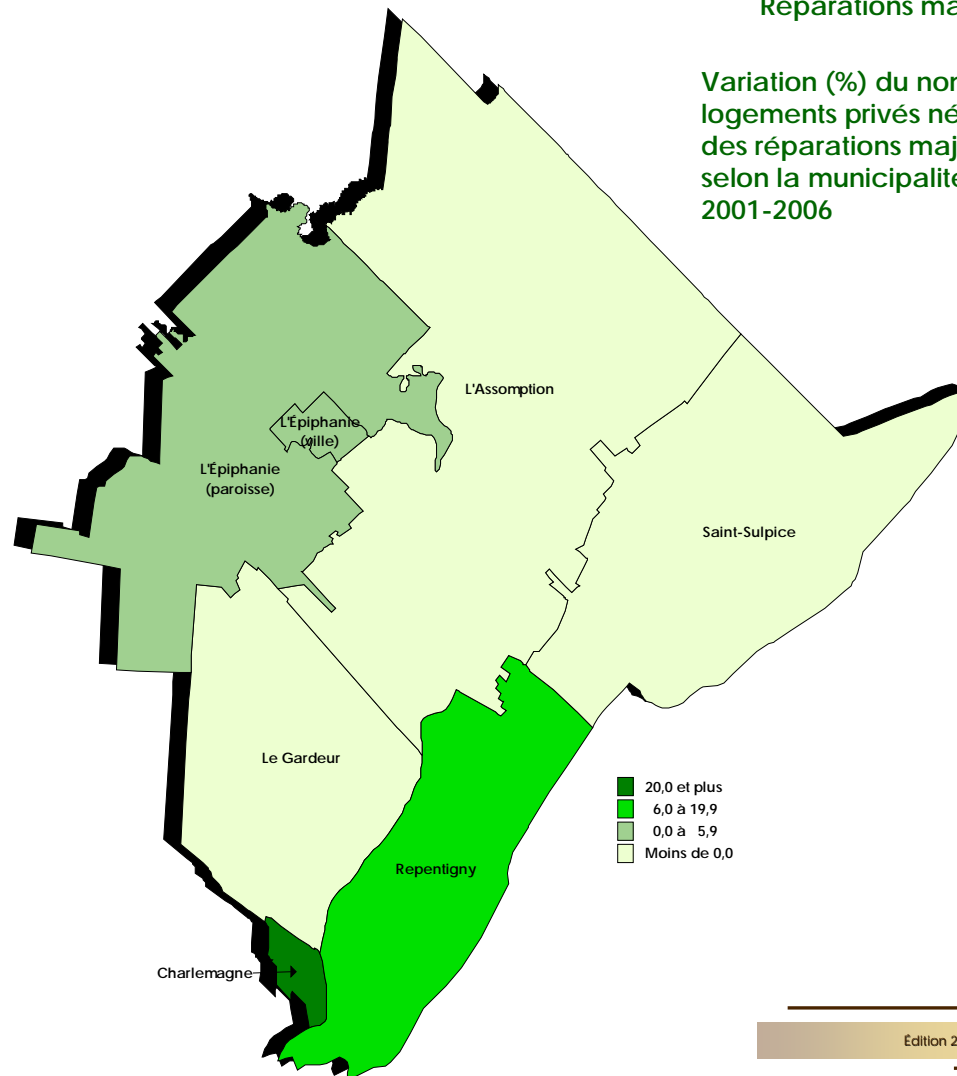 Réparations ma
Variation (%) du nor
logements privés né
des réparations maj
selon la municipalité
2001-2006
L'Assomption
L'Épiphanie
(ville)
L'Épiphanie
(paroisse)
Saint-Sulpice
Le Gardeur
20,0 et plus
6,0 à 19,9
0,0 à 5,9
Moins de 0,0
Repentigny
Charlemagne
Édition 2